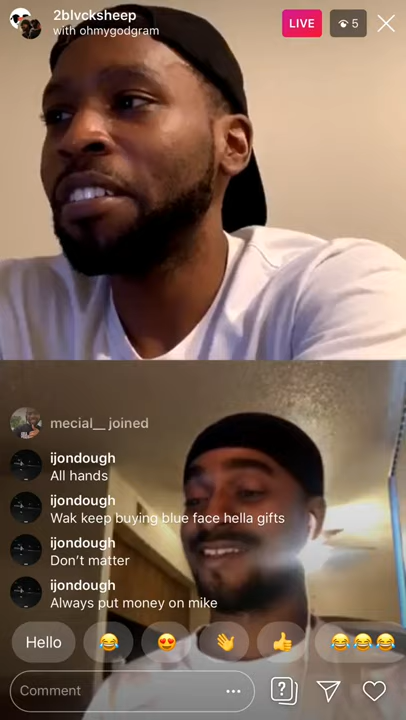 2blvcksheep
with ohmygodgram
LIVE
5
mecial__ joined
ijondough
All hands
ijondough
Wak keep buying blue face hella gifts
ijondough
Don't matter
ijondough
Always put money on mike
Hello
Comment